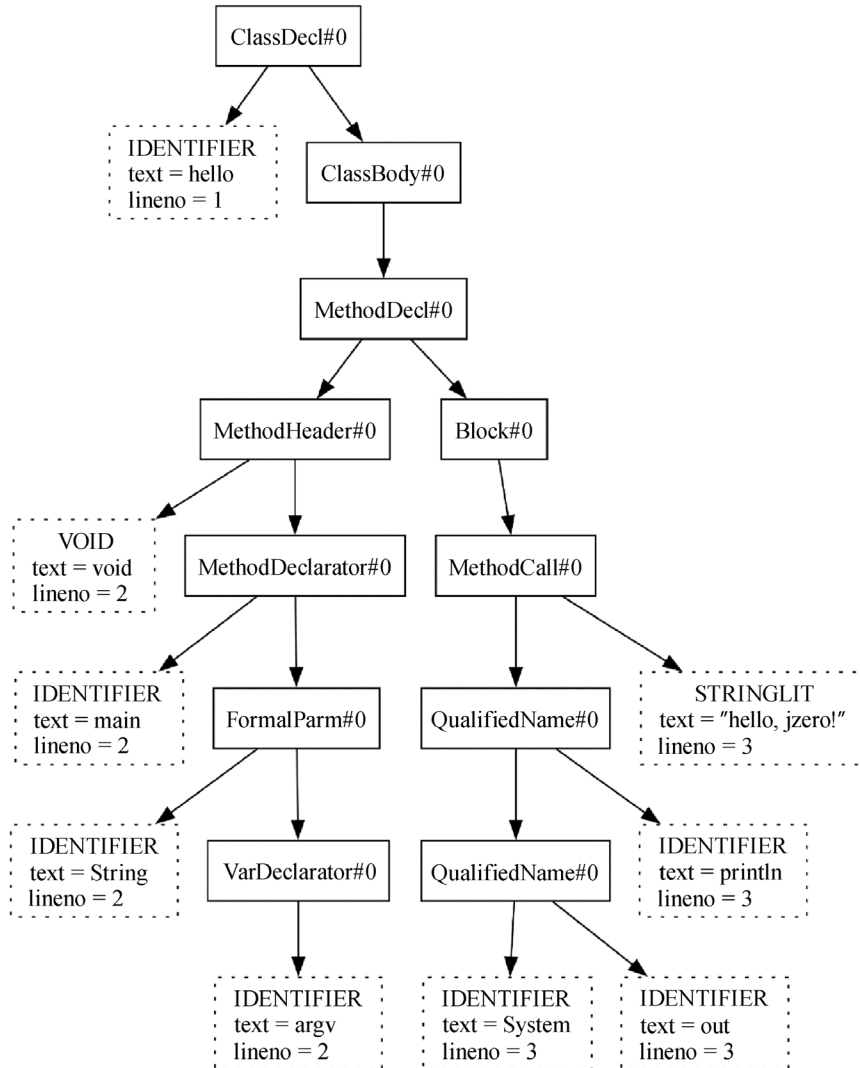 ClassDecl#0
IDENTIFIER
text = hello
lineno = 1
ClassBody#0
MethodDecl#0
MethodHeader#0
Block#0
VOID
text = void
lineno = 2
MethodDeclarator#0
MethodCall#0
IDENTIFIER
text = main
lineno = 2
FormalParm#0
QualifiedName#0
STRINGLIT
text = "hello, jzero!"
lineno = 3
IDENTIFIER
text = String
lineno = 2
VarDeclarator#0
QualifiedName#0
IDENTIFIER
text = println
lineno = 3
IDENTIFIER
text = argv
lineno = 2
IDENTIFIER
text = System
lineno = 3
IDENTIFIER
text = out
lineno = 3